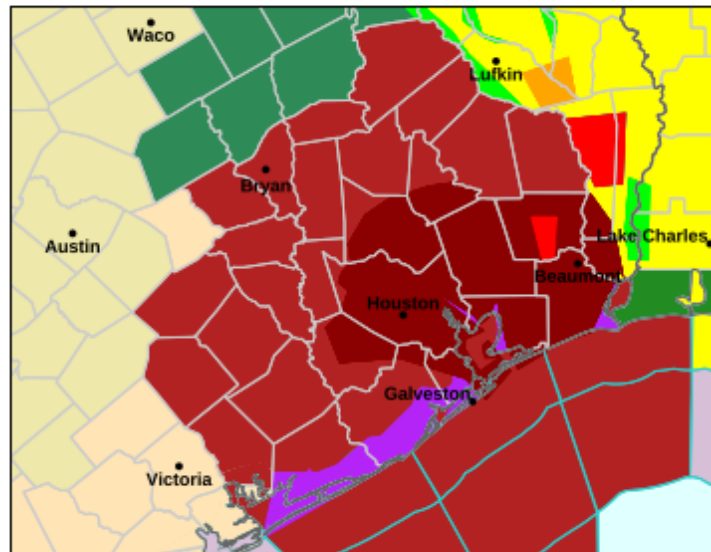 Waco
Lufkin
Bryan
Austin
Lake Charles
Beaumont
Houston
Galveston
Victoria